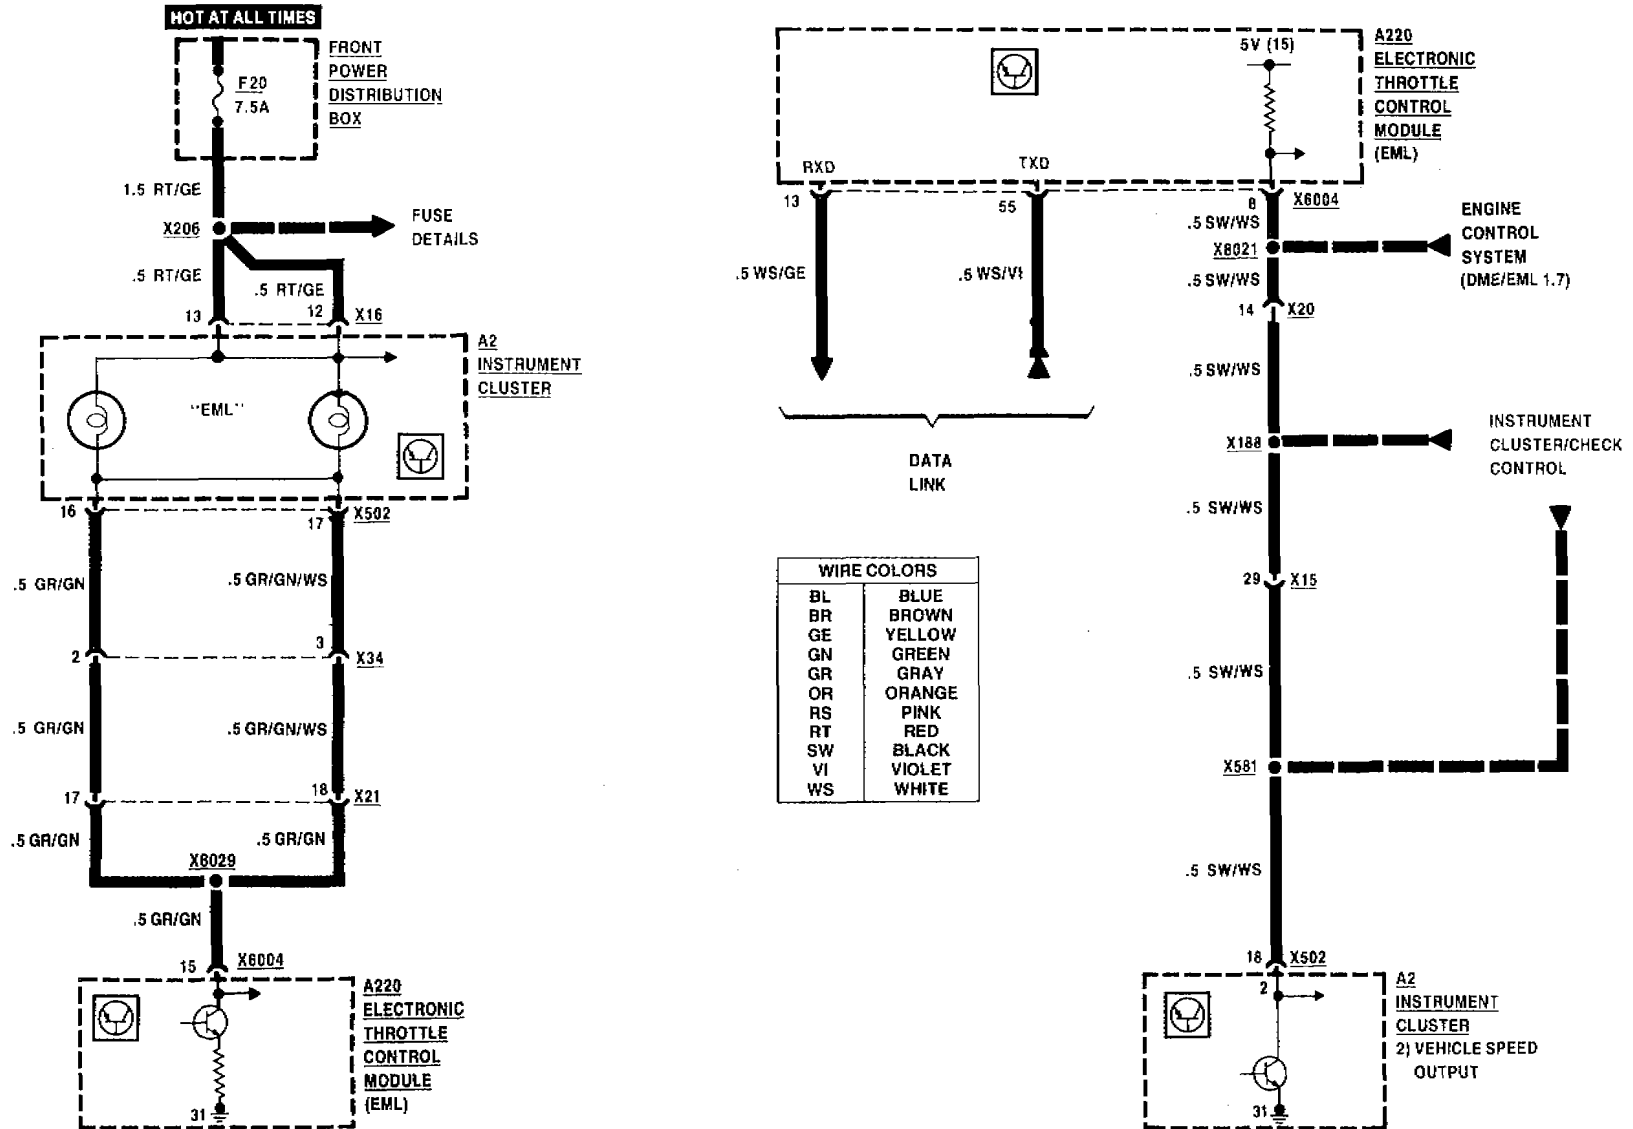 HOT AT ALL TIMES
FRONT
POWER
DISTRIBUTION
BOX
F20
7.5A
1.5 RT/GE
X206
FUSE
DETAILS
.5 RT/GE
.5 RT/GE
13
12
X16
A2
INSTRUMENT
CLUSTER
"EML"
16
17
X502
.5 GR/GN
.5 GR/GN/WS
2
3
X34
.5 GR/GN
.5 GR/GN/WS
17
18
X21
.5 GR/GN
.5 GR/GN
X6029
.5 GR/GN
15
X6004
A220
ELECTRONIC
THROTTLE
CONTROL
MODULE
(EML)
31
5V (15)
A220
ELECTRONIC
THROTTLE
CONTROL
MODULE
(EML)
RXD
TXD
13
55
8
X6004
.5 WS/GE
.5 WS/VI
DATA
LINK
.5 SW/WS
X8021
ENGINE
CONTROL
SYSTEM
(DME/EML 1.7)
.5 SW/WS
14
X20
.5 SW/WS
X188
INSTRUMENT
CLUSTER/CHECK
CONTROL
.5 SW/WS
29
X15
.5 SW/WS
X581
.5 SW/WS
18
X502
2
A2
INSTRUMENT
CLUSTER
2) VEHICLE SPEED
OUTPUT
31
WIRE COLORS
BL BLUE
BR BROWN
GE YELLOW
GN GREEN
GR GRAY
OR ORANGE
RS PINK
RT RED
SW BLACK
VI VIOLET
WS WHITE